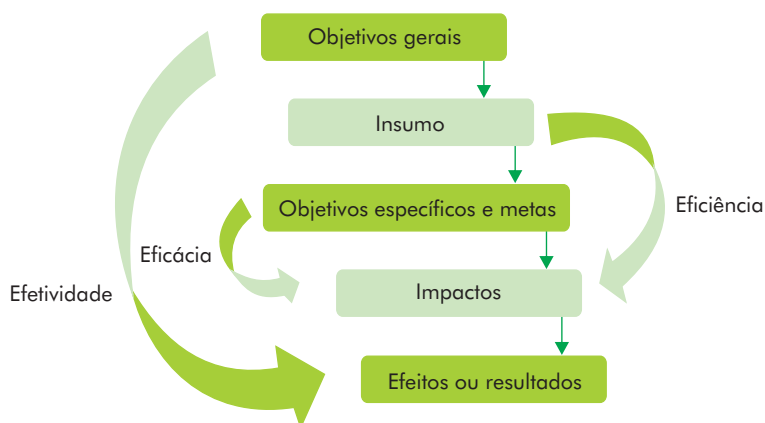 Objetivos gerais
Insumo
Objetivos específicos e metas
Eficiência
Eficácia
Impactos
Efetividade
Efeitos ou resultados